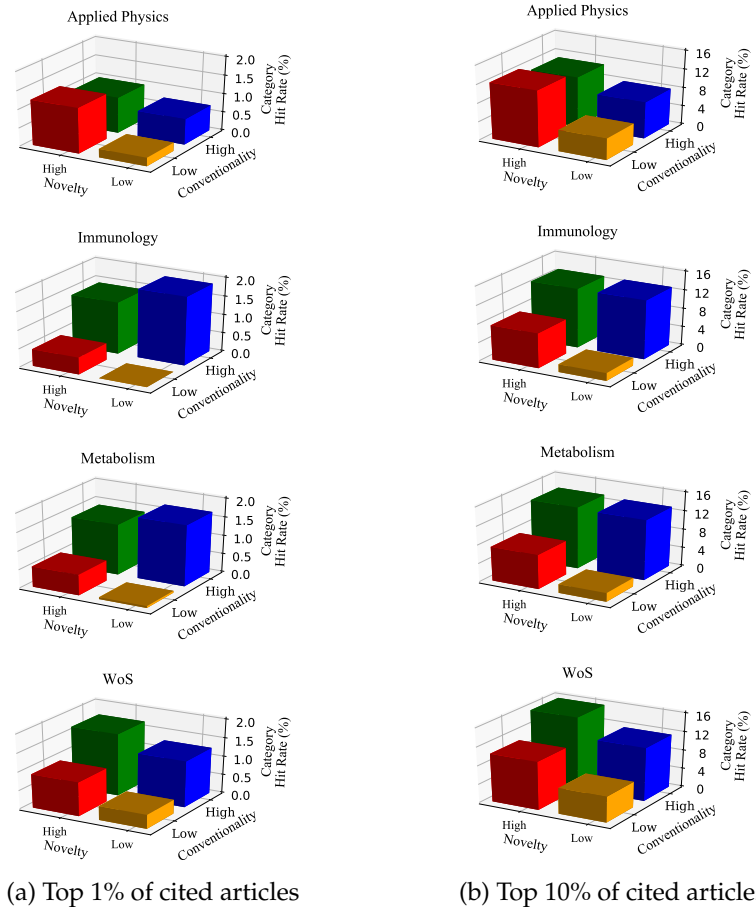 Applied Physics
2.0
1.5
1.0
0.5
0.0
Category
Hit Rate (%)
High
Low
Novelty
Low
High
Conventionality
Applied Physics
16
12
8
4
0
Category
Hit Rate (%)
High
Low
Novelty
Low
High
Conventionality
Immunology
2.0
1.5
1.0
0.5
0.0
Category
Hit Rate (%)
High
Low
Novelty
Low
High
Conventionality
Immunology
16
12
8
4
0
Category
Hit Rate (%)
High
Low
Novelty
Low
High
Conventionality
Metabolism
2.0
1.5
1.0
0.5
0.0
Category
Hit Rate (%)
High
Low
Novelty
Low
High
Conventionality
Metabolism
16
12
8
4
0
Category
Hit Rate (%)
High
Low
Novelty
Low
High
Conventionality
WoS
2.0
1.5
1.0
0.5
0.0
Category
Hit Rate (%)
High
Low
Novelty
Low
High
Conventionality
WoS
16
12
8
4
0
Category
Hit Rate (%)
High
Low
Novelty
Low
High
Conventionality
(a) Top 1% of cited articles
(b) Top 10% of cited article